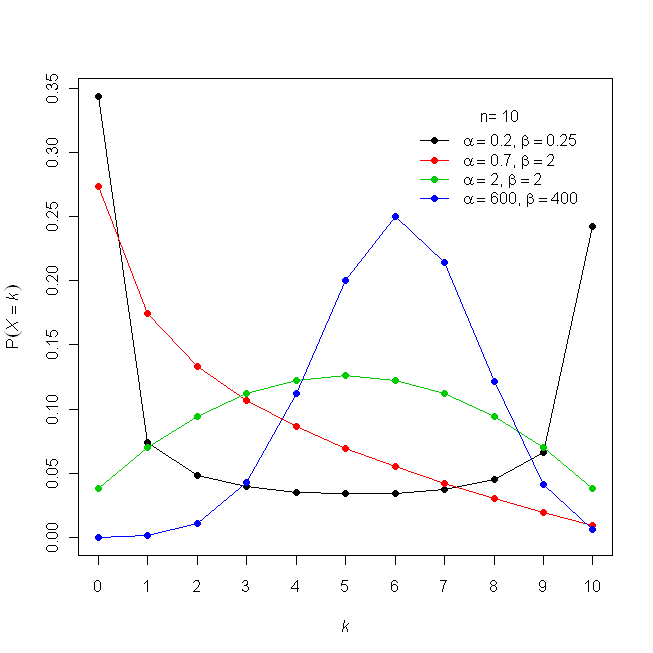 n= 10
α = 0.2, β = 0.25
α = 0.7, β = 2
α = 2, β = 2
α = 600, β = 400
P(X = k)
0.35
0.30
0.25
0.20
0.15
0.10
0.05
0.00
0 1 2 3 4 5 6 7 8 9 10
k